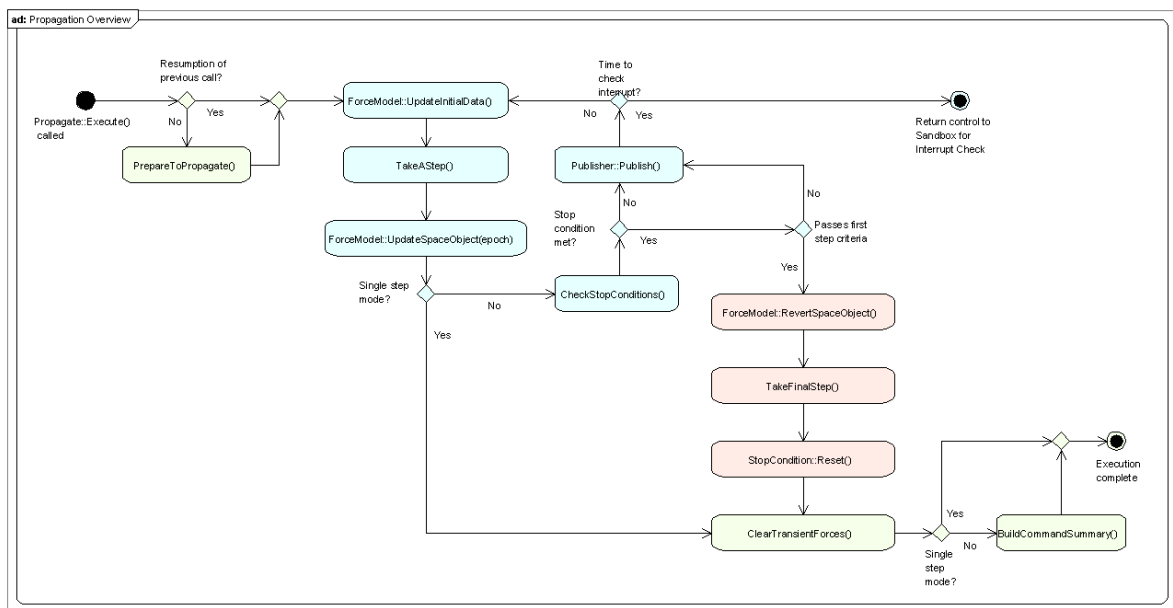 ad: Propagation Overview
Resumption of
previous call?
Time to
check
interrupt?
ForceModel::UpdateInitialData()
Yes
No
No
Yes
Propagate::Execute()
called
Return control to
Sandbox for
Interrupt Check
PrepareToPropagate()
TakeAStep()
Publisher::Publish()
No
No
Stop
condition
met?
Passes first
step criteria
ForceModel::UpdateSpaceObject(epoch)
Yes
Yes
Single step
mode?
No
CheckStopConditions()
Yes
ForceModel::RevertSpaceObject()
TakeFinalStep()
StopCondition::Reset()
Execution
complete
Yes
ClearTransientForces()
No
BuildCommandSummary()
Single
step
mode?